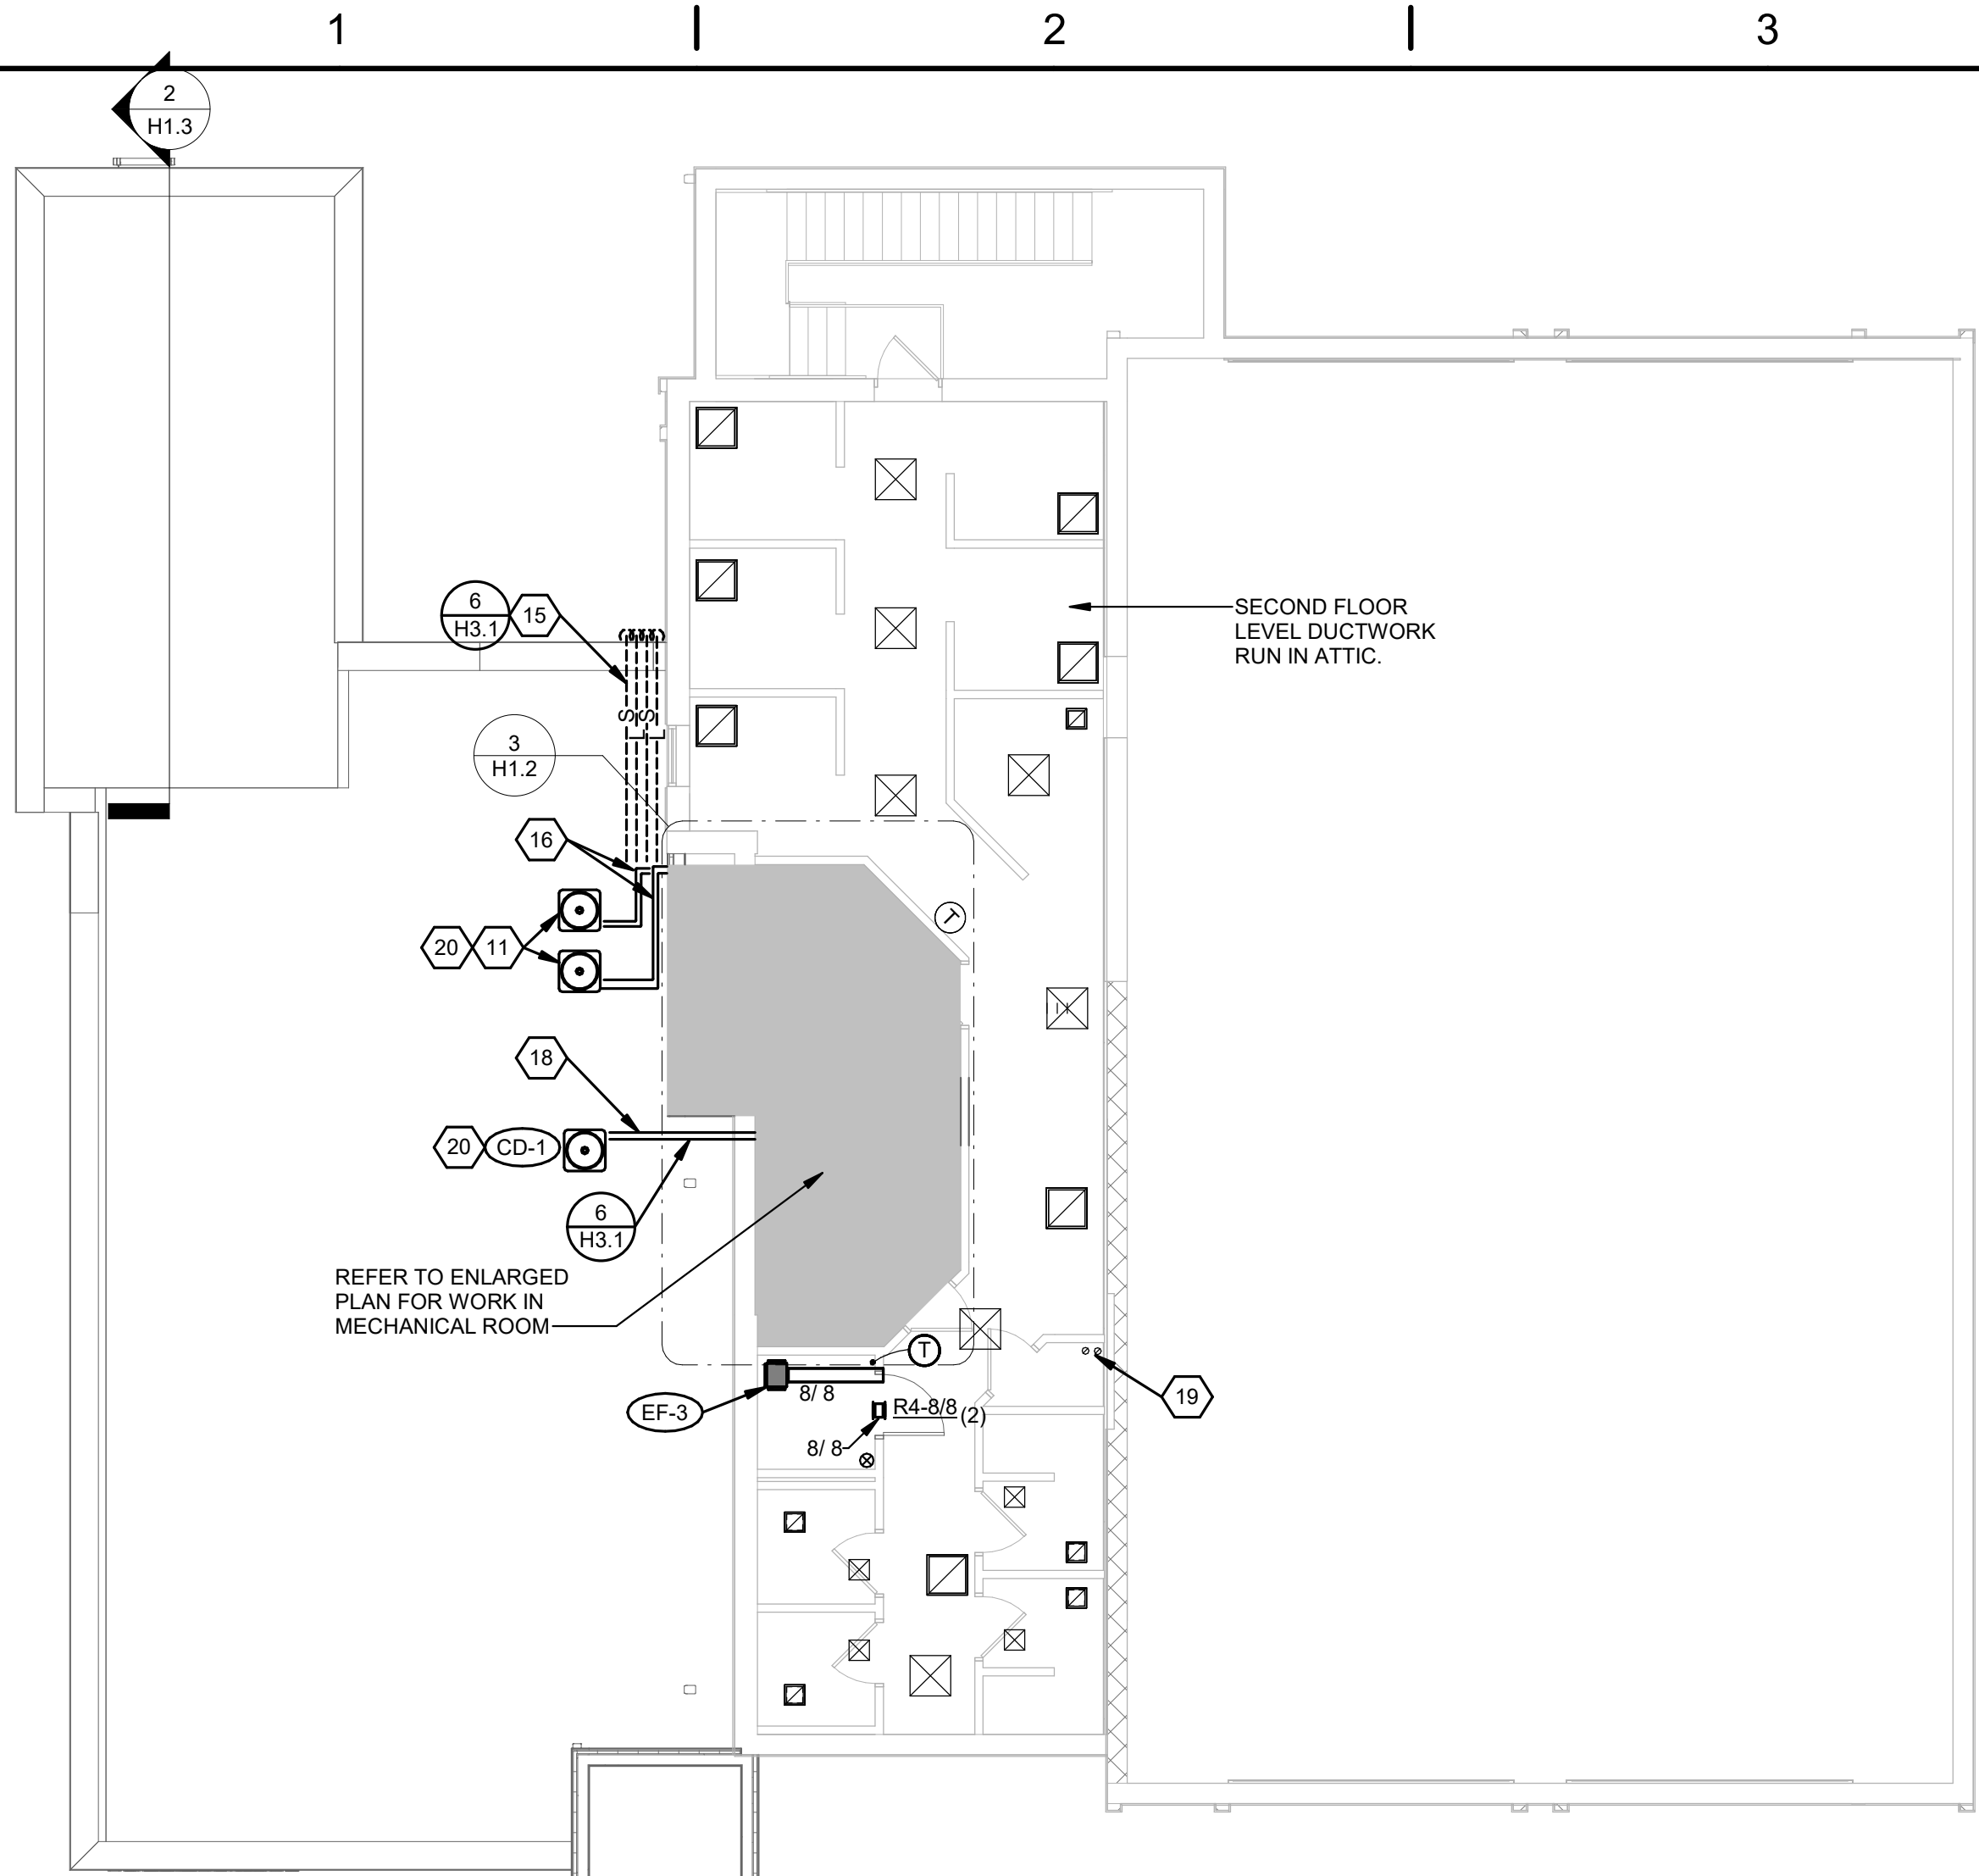 1
2
3
2
H1.3
6
H3.1
15
SECOND FLOOR
LEVEL DUCTWORK
RUN IN ATTIC.
S
S
L
L
3
H1.2
16
T
20
11
18
20
CD-1
6
H3.1
REFER TO ENLARGED
PLAN FOR WORK IN
MECHANICAL ROOM
T
8/ 8
19
EF-3
R4-8/8
(2)
8/ 8